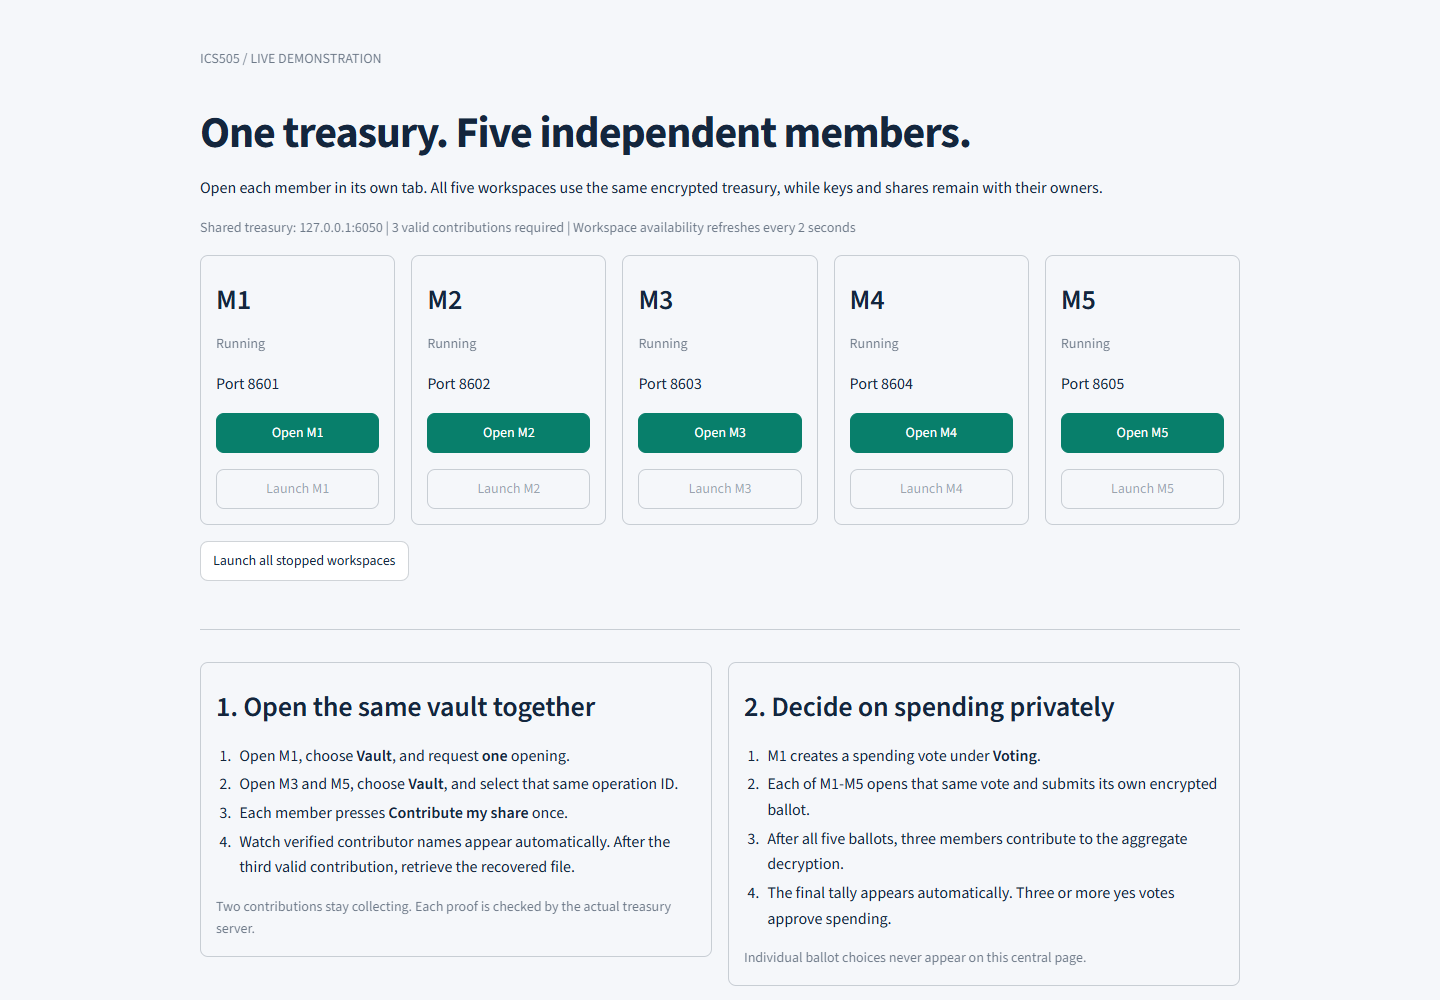 ICS505 / LIVE DEMONSTRATION
One treasury. Five independent members.
Open each member in its own tab. All five workspaces use the same encrypted treasury, while keys and shares remain with their owners.
Shared treasury: 127.0.0.1:6050 | 3 valid contributions required | Workspace availability refreshes every 2 seconds
M1
Running
Port 8601
Open M1
Launch M1
M2
Running
Port 8602
Open M2
Launch M2
M3
Running
Port 8603
Open M3
Launch M3
M4
Running
Port 8604
Open M4
Launch M4
M5
Running
Port 8605
Open M5
Launch M5
Launch all stopped workspaces
1. Open the same vault together
1. Open M1, choose Vault, and request one opening.
2. Open M3 and M5, choose Vault, and select that same operation ID.
3. Each member presses Contribute my share once.
4. Watch verified contributor names appear automatically. After the
third valid contribution, retrieve the recovered file.
Two contributions stay collecting. Each proof is checked by the actual treasury
server.
2. Decide on spending privately
1. M1 creates a spending vote under Voting.
2. Each of M1-M5 opens that same vote and submits its own encrypted
ballot.
3. After all five ballots, three members contribute to the aggregate
decryption.
4. The final tally appears automatically. Three or more yes votes
approve spending.
Individual ballot choices never appear on this central page.